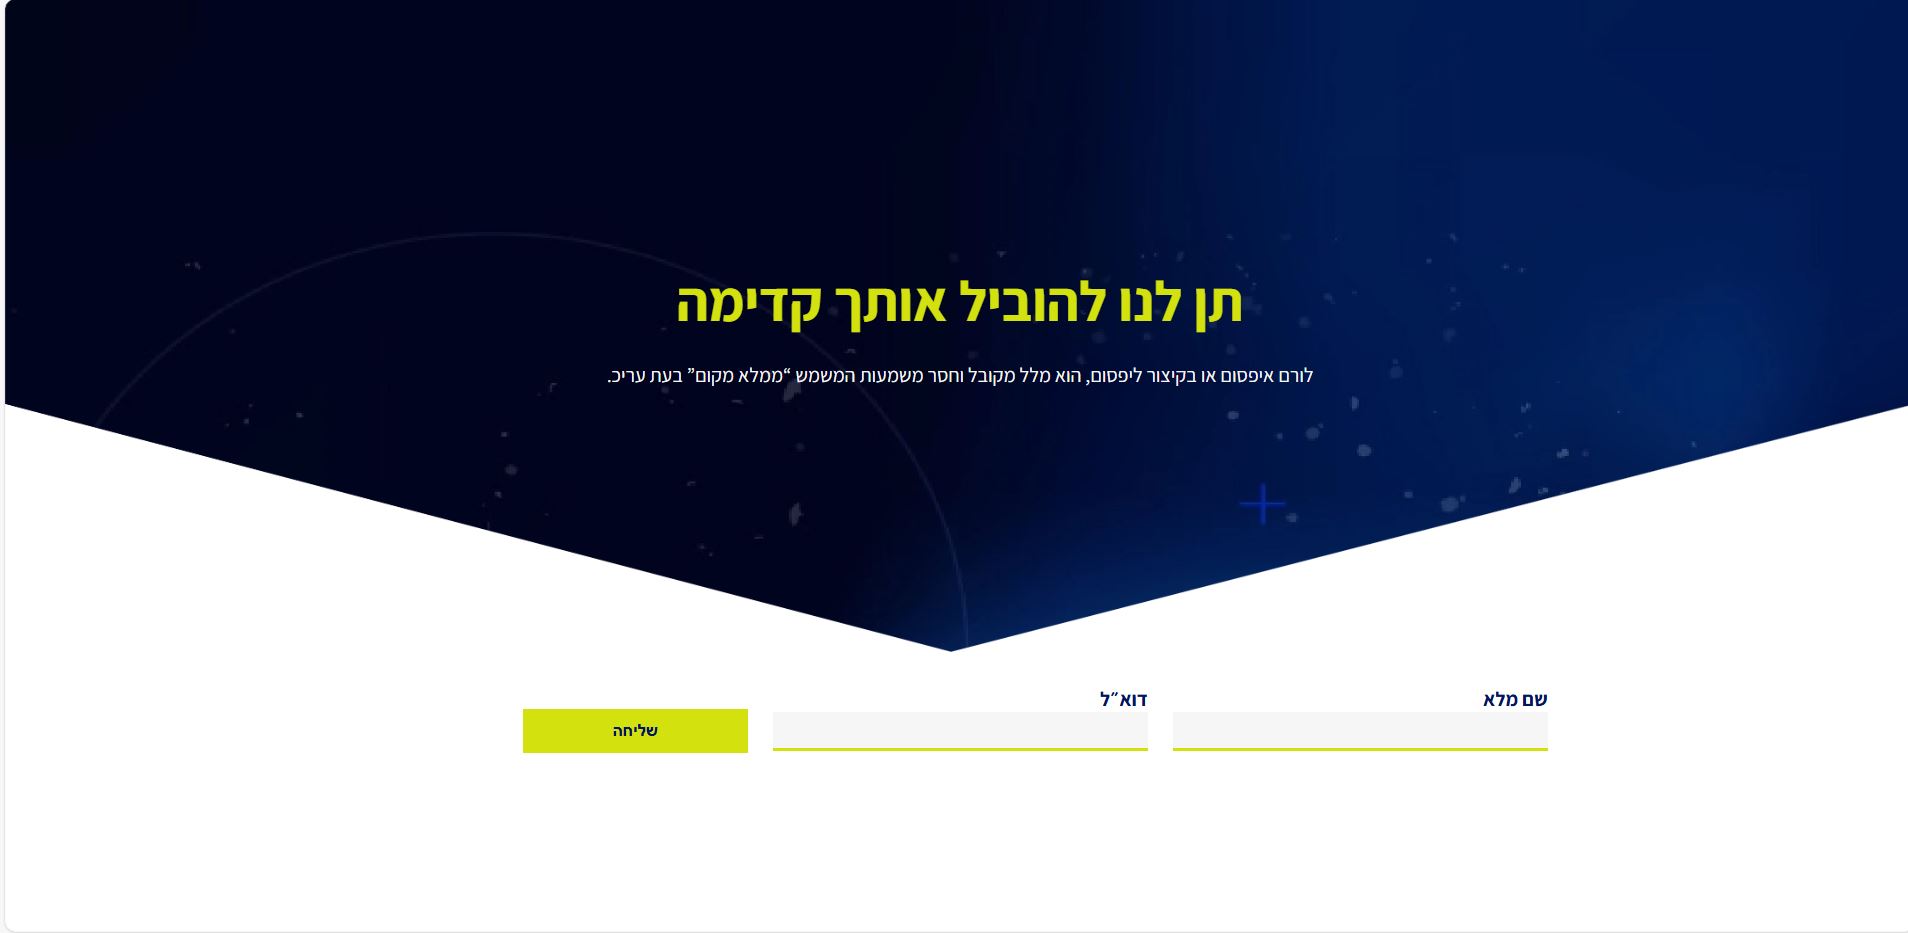 תן לנו להוביל אותך קדימה
לורם איפסום או בקיצור ליפסום, הוא מלל מקובל וחסר משמעות המשמש “ממלא מקום” בעת עריכ.
שם מלא
דוא״ל
שליחה